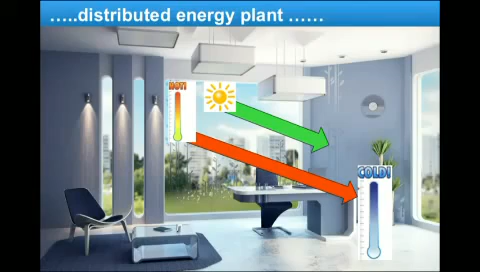 …..distributed energy plant ……
HOT!
COLD!